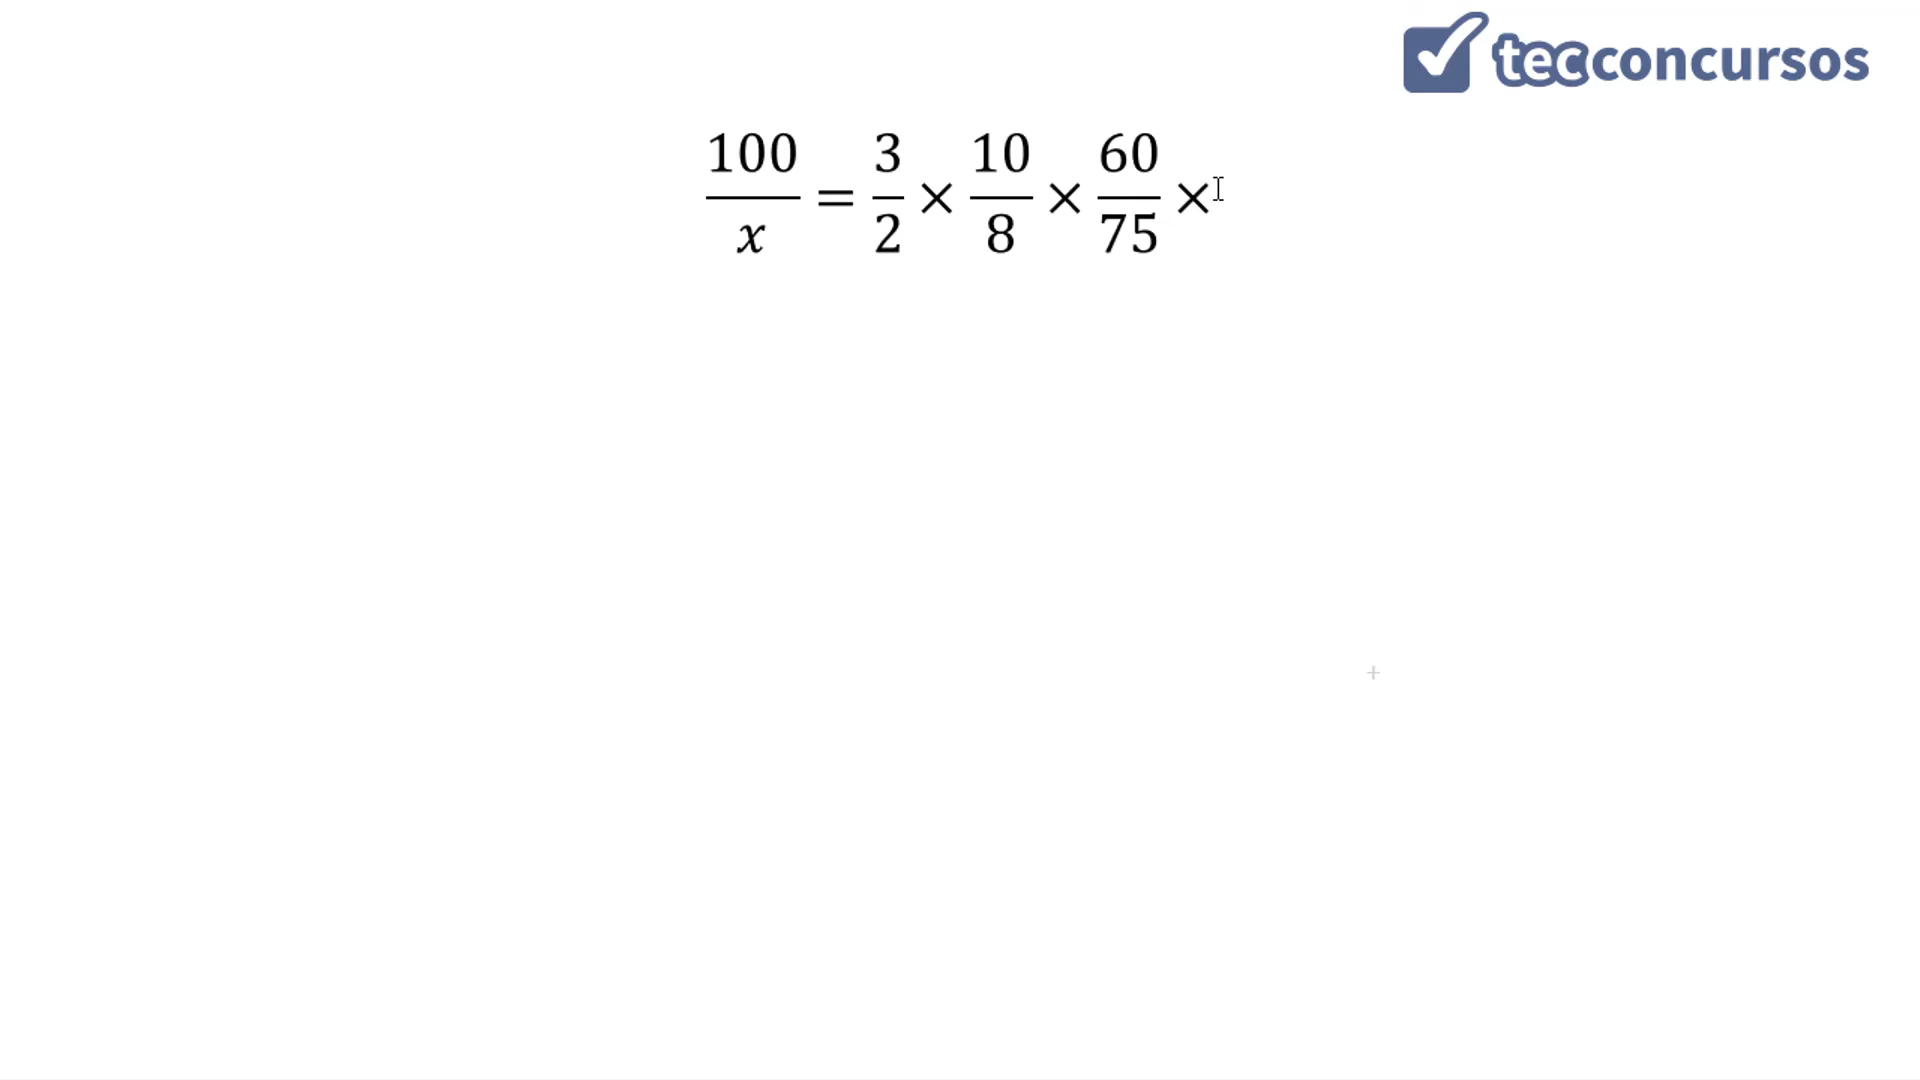 tecconcursos
100/x = 3/2 × 10/8 × 60/75 ×